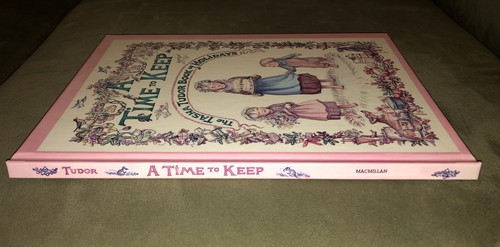 A
TIME TO KEEP
The TASHA TUDOR BOOK of HOLIDAYS
TUDOR A TIME TO KEEP MACMILLAN